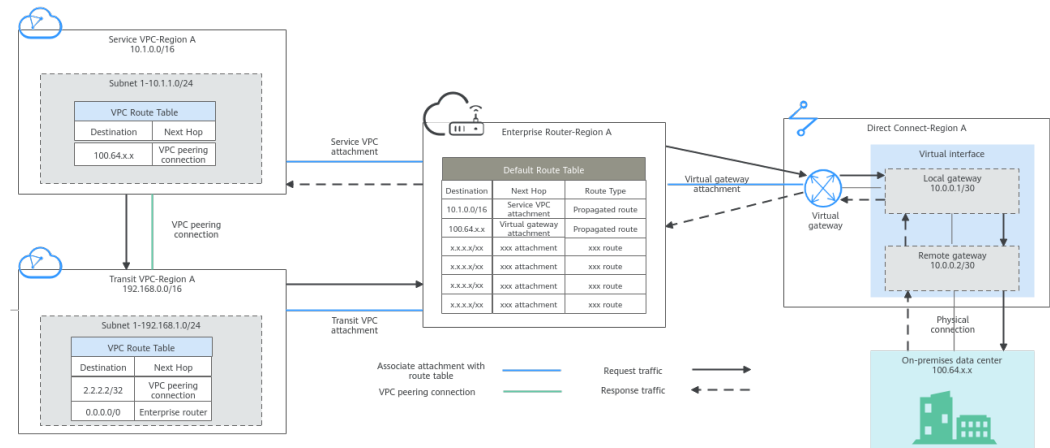 Service VPC-Region A
10.1.0.0/16
Subnet 1-10.1.1.0/24
VPC Route Table
Destination
Next Hop
100.64.x.x
VPC peering
connection
VPC peering
connection
Transit VPC-Region A
192.168.0.0/16
Subnet 1-192.168.1.0/24
VPC Route Table
Destination
Next Hop
2.2.2.2/32
VPC peering
connection
0.0.0.0/0
Enterprise router
Service VPC
attachment
Transit VPC
attachment
Enterprise Router-Region A
Default Route Table
Destination
Next Hop
Route Type
10.1.0.0/16
Service VPC
attachment
Propagated route
100.64.x.x
Virtual gateway
attachment
Propagated route
x.x.x.x/xx
xxx attachment
xxx route
x.x.x.x/xx
xxx attachment
xxx route
x.x.x.x/xx
xxx attachment
xxx route
x.x.x.x/xx
xxx attachment
xxx route
Virtual gateway
attachment
Direct Connect-Region A
Virtual
gateway
Virtual interface
Local gateway
10.0.0.1/30
Remote gateway
10.0.0.2/30
Physical
connection
On-premises data center
100.64.x.x
Associate attachment with
route table
VPC peering connection
Request traffic
Response traffic